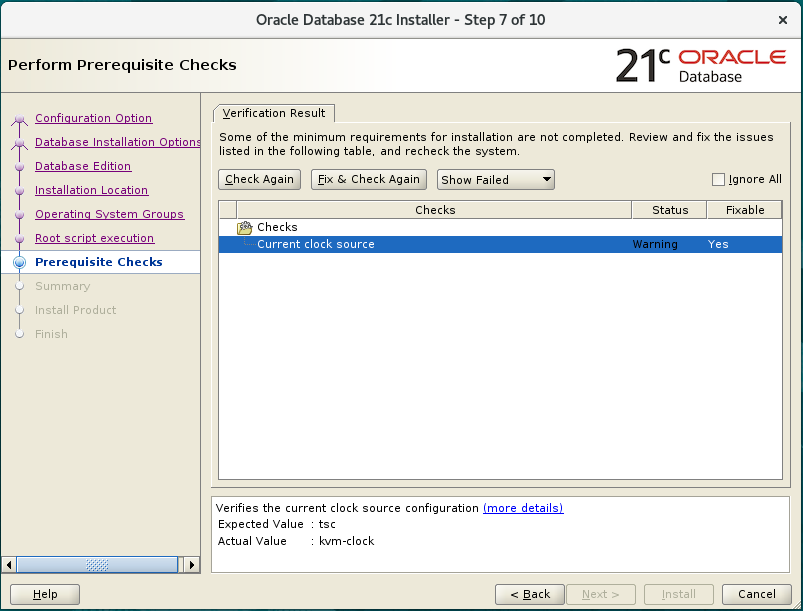 Oracle Database 21c Installer - Step 7 of 10
Perform Prerequisite Checks
21c ORACLE
Database
Configuration Option
Database Installation Options
Database Edition
Installation Location
Operating System Groups
Root script execution
Prerequisite Checks
Summary
Install Product
Finish
Verification Result
Some of the minimum requirements for installation are not completed. Review and fix the issues
listed in the following table, and recheck the system.
Check Again
Fix & Check Again
Show Failed
Ignore All
Checks Status Fixable
Checks
Current clock source Warning Yes
Verifies the current clock source configuration (more details)
Expected Value : tsc
Actual Value : kvm-clock
Help
< Back
Next >
Install
Cancel